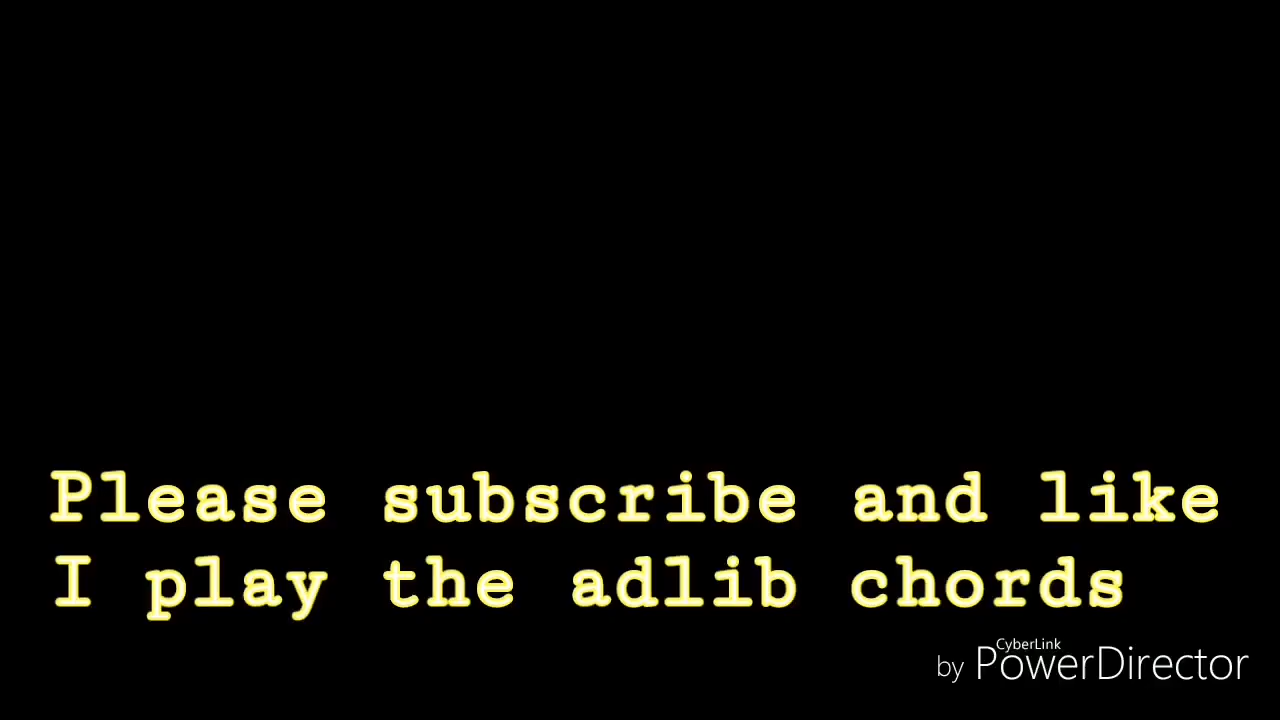 Please subscribe and like
I play the adlib chords
CyberLink
by PowerDirector